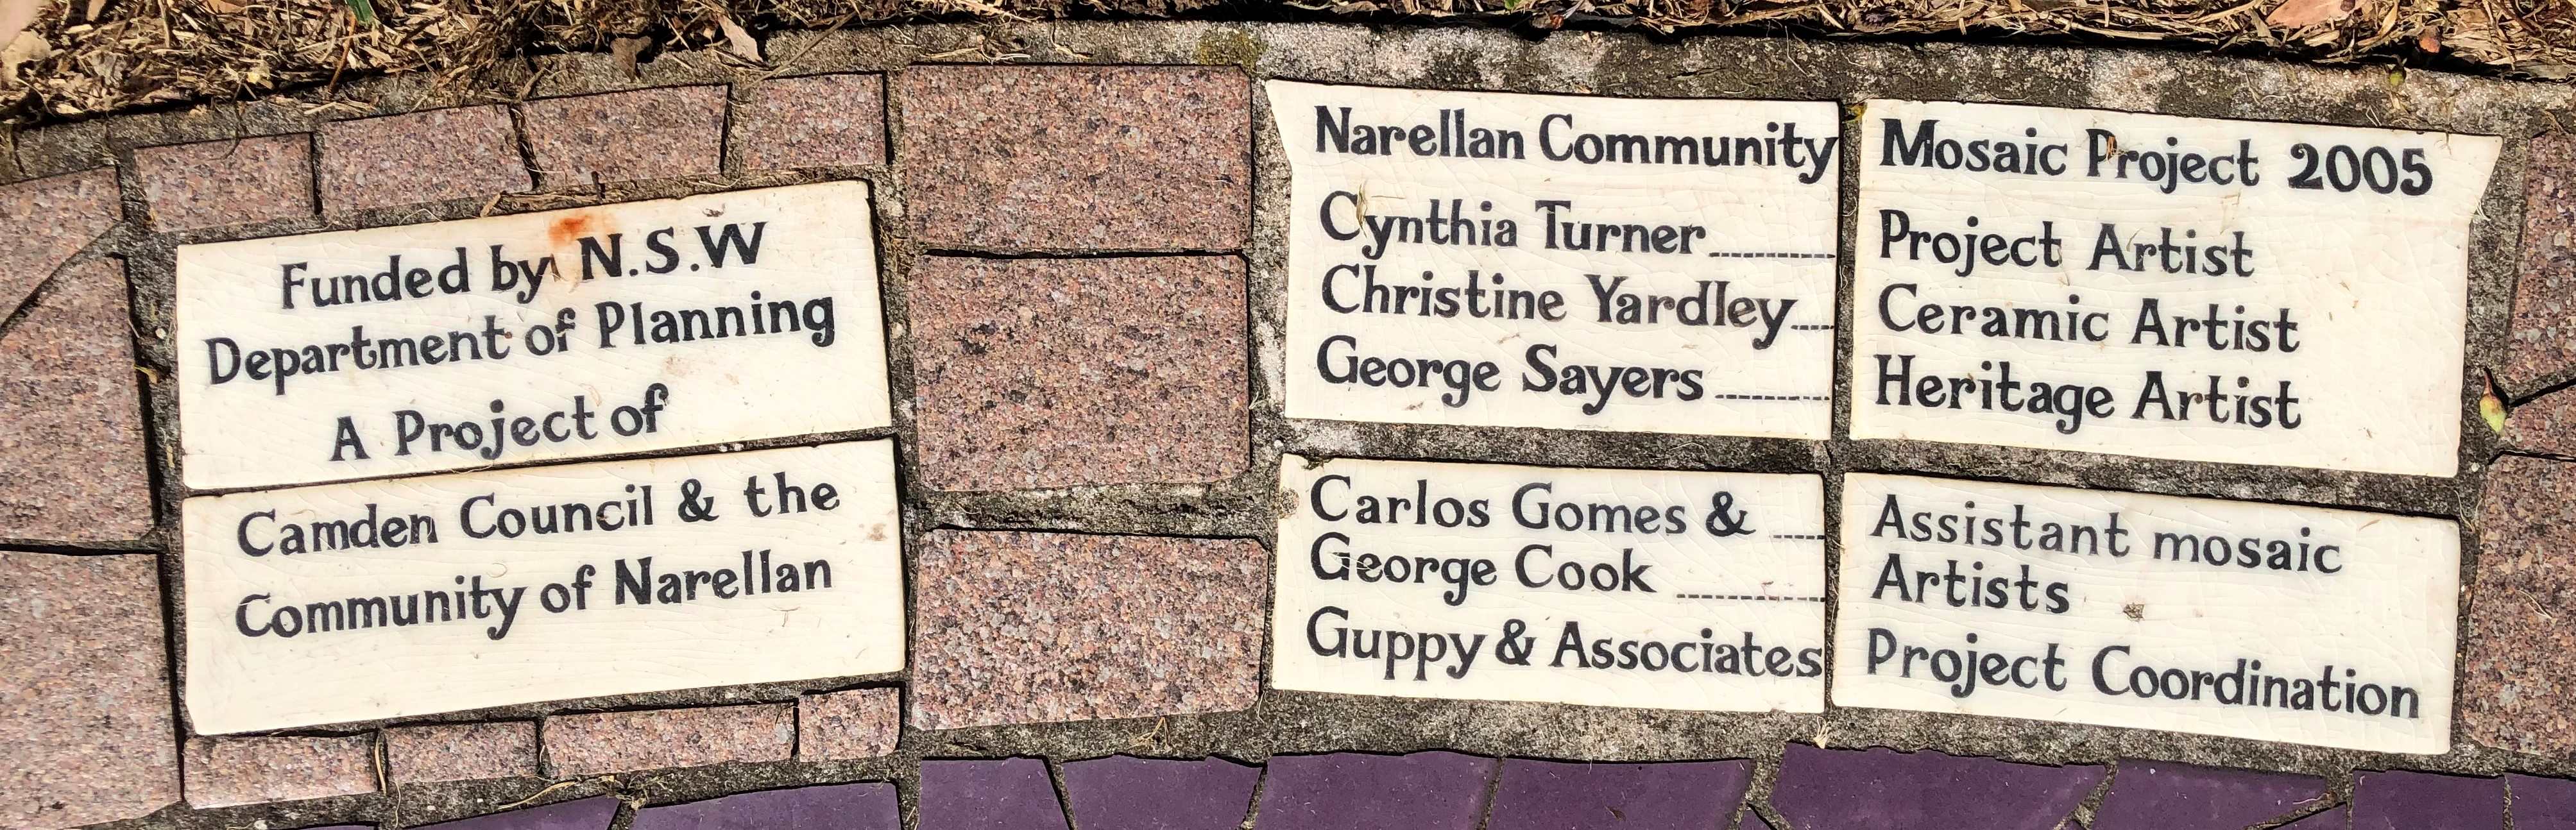 Funded by N.S.W
Department of Planning
A Project of
Camden Council & the
Community of Narellan
Narellan Community Mosaic Project 2005
Cynthia Turner Project Artist
Christine Yardley Ceramic Artist
George Sayers Heritage Artist
Carlos Gomes & Assistant mosaic
George Cook Artists
Guppy & Associates Project Coordination